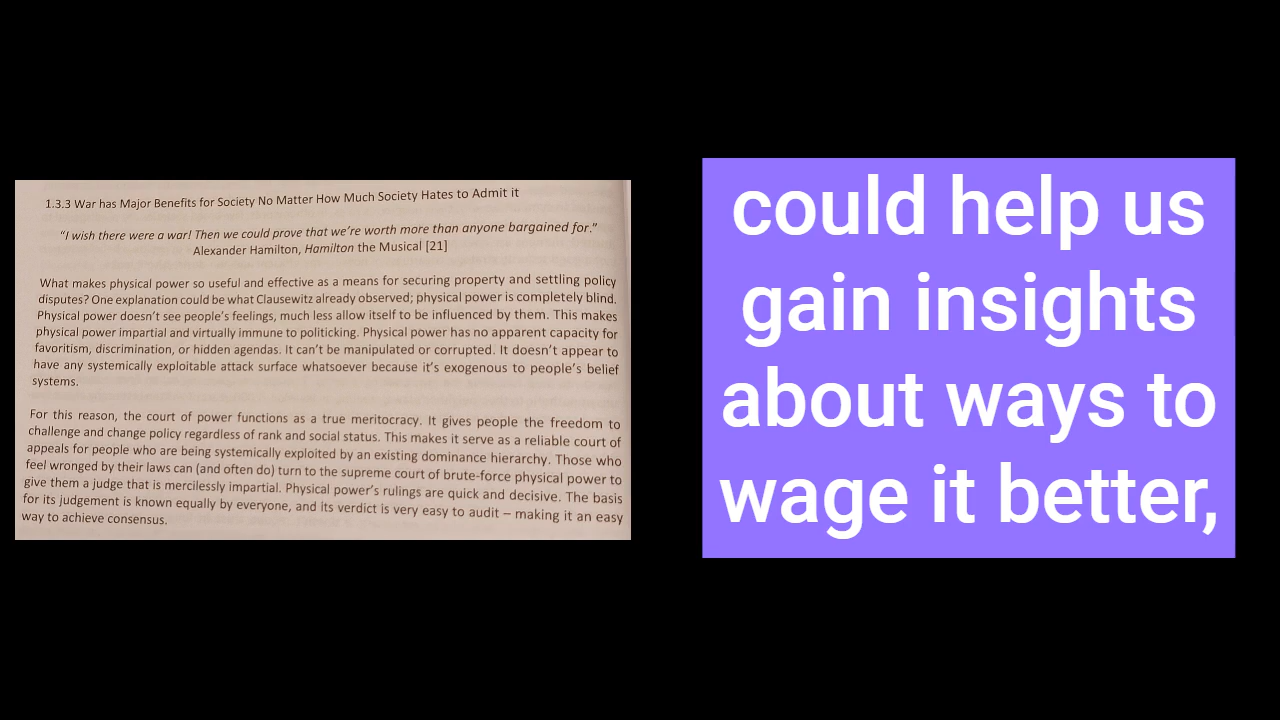 1.3.3 War has Major Benefits for Society No Matter How Much Society Hates to Admit it
“I wish there were a war! Then we could prove that we’re worth more than anyone bargained for.”
Alexander Hamilton, Hamilton the Musical [21]
What makes physical power so useful and effective as a means for securing property and settling policy
disputes? One explanation could be what Clausewitz already observed; physical power is completely blind.
Physical power doesn’t see people’s feelings, much less allow itself to be influenced by them. This makes
physical power impartial and virtually immune to politicking. Physical power has no apparent capacity for
favoritism, discrimination, or hidden agendas. It can’t be manipulated or corrupted. It doesn’t appear to
have any systemically exploitable attack surface whatsoever because it’s exogenous to people’s belief
systems.
For this reason, the court of power functions as a true meritocracy. It gives people the freedom to
challenge and change policy regardless of rank and social status. This makes it serve as a reliable court of
appeals for people who are being systemically exploited by an existing dominance hierarchy. Those who
feel wronged by their laws can (and often do) turn to the supreme court of brute-force physical power to
give them a judge that is mercilessly impartial. Physical power’s rulings are quick and decisive. The basis
for its judgement is known equally by everyone, and its verdict is very easy to audit – making it an easy
way to achieve consensus.
could help us
gain insights
about ways to
wage it better,